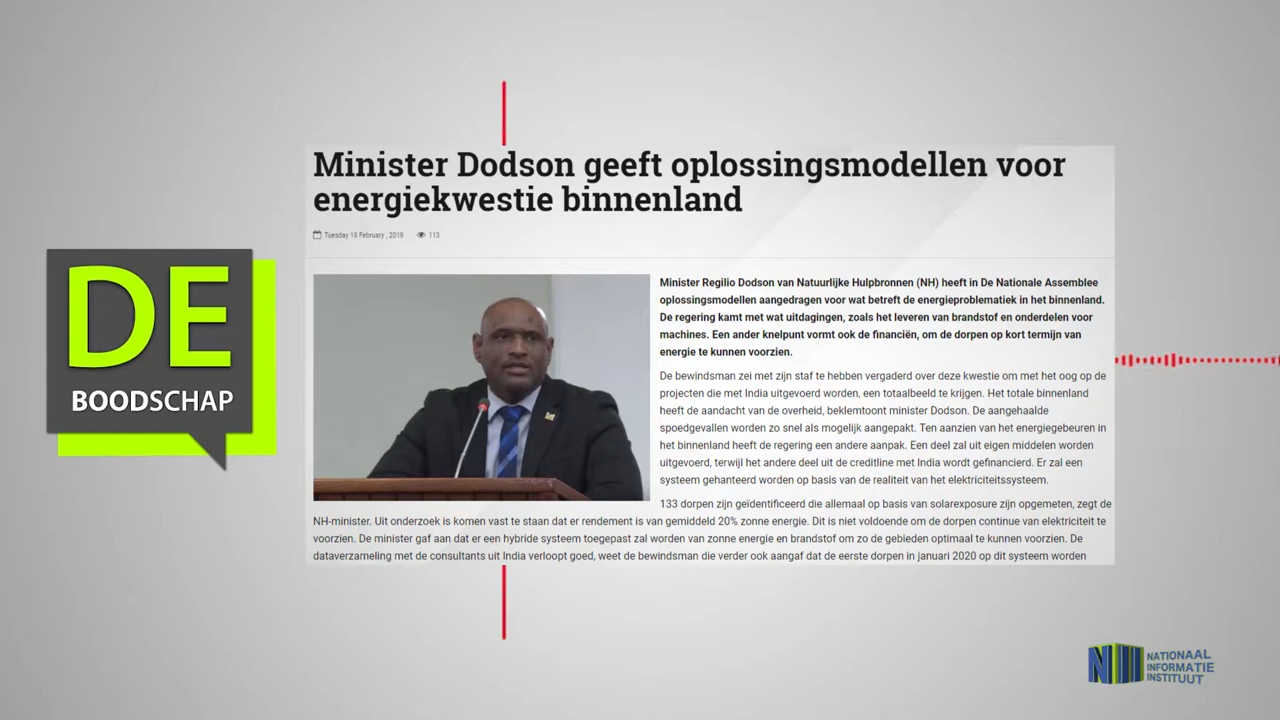 Minister Dodson geeft oplossingsmodellen voor
energiekwestie binnenland
Tuesday 19 February , 2019 113
DE
BOODSCHAP
Minister Regilio Dodson van Natuurlijke Hulpbronnen (NH) heeft in De Nationale Assemblee
oplossingsmodellen aangedragen voor wat betreft de energieproblematiek in het binnenland.
De regering kamt met wat uitdagingen, zoals het leveren van brandstof en onderdelen voor
machines. Een ander knelpunt vormt ook de financiën, om de dorpen op kort termijn van
energie te kunnen voorzien.
De bewindsman zei met zijn staf te hebben vergaderd over deze kwestie om met het oog op de
projecten die met India uitgevoerd worden, een totaalbeeld te krijgen. Het totale binnenland
heeft de aandacht van de overheid, beklemtoont minister Dodson. De aangehaalde
spoedgevallen worden zo snel als mogelijk aangepakt. Ten aanzien van het energiegebeuren in
het binnenland heeft de regering een andere aanpak. Een deel zal uit eigen middelen worden
uitgevoerd, terwijl het andere deel uit de creditline met India wordt gefinancierd. Er zal een
systeem gehanteerd worden op basis van de realiteit van het elektriciteitssysteem.
133 dorpen zijn geïdentificeerd die allemaal op basis van solarexposure zijn opgemeten, zegt de
NH-minister. Uit onderzoek is komen vast te staan dat er rendement is van gemiddeld 20% zonne energie. Dit is niet voldoende om de dorpen continue van elektriciteit te
voorzien. De minister gaf aan dat er een hybride systeem toegepast zal worden van zonne energie en brandstof om zo de gebieden optimaal te kunnen voorzien. De
dataverzameling met de consultants uit India verloopt goed, weet de bewindsman die verder ook aangaf dat de eerste dorpen in januari 2020 op dit systeem worden
NII
NATIONAAL
INFORMATIE
INSTITUUT